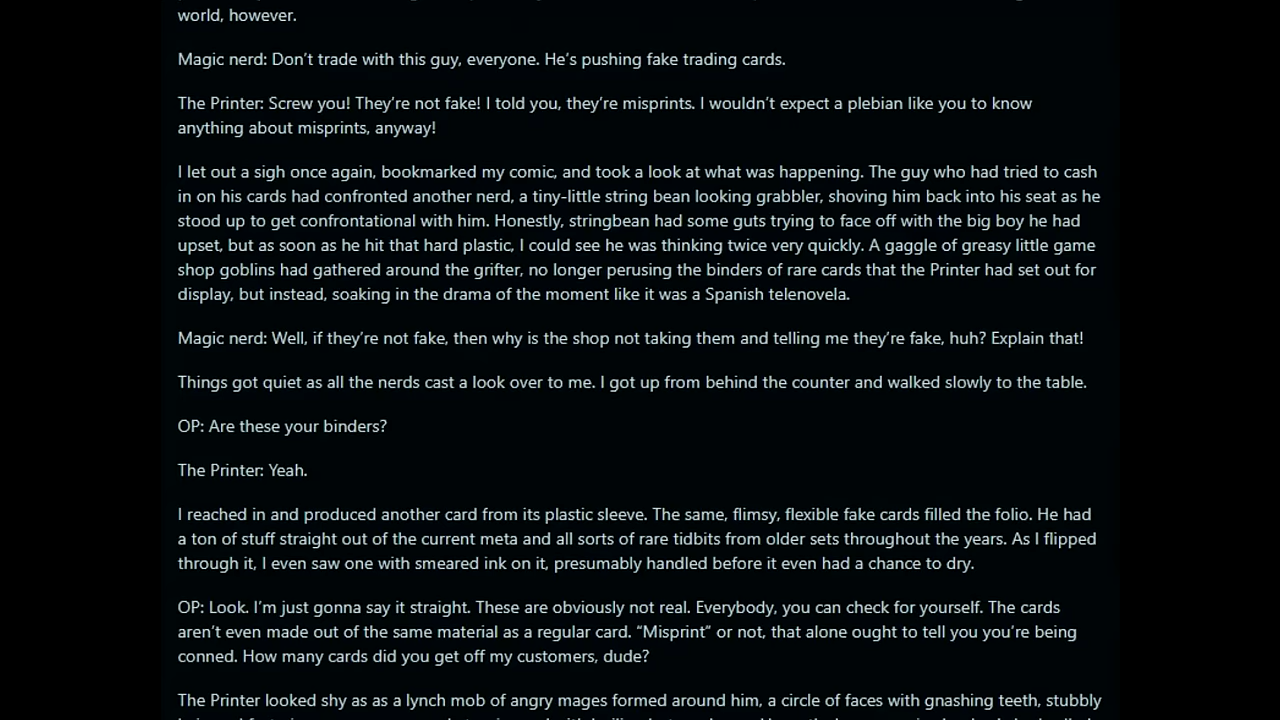 world, however.
Magic nerd: Don’t trade with this guy, everyone. He’s pushing fake trading cards.
The Printer: Screw you! They’re not fake! I told you, they’re misprints. I wouldn’t expect a plebian like you to know
anything about misprints, anyway!
I let out a sigh once again, bookmarked my comic, and took a look at what was happening. The guy who had tried to cash
in on his cards had confronted another nerd, a tiny-little string bean looking grabbler, shoving him back into his seat as he
stood up to get confrontational with him. Honestly, stringbean had some guts trying to face off with the big boy he had
upset, but as soon as he hit that hard plastic, I could see he was thinking twice very quickly. A gaggle of greasy little game
shop goblins had gathered around the grifter, no longer perusing the binders of rare cards that the Printer had set out for
display, but instead, soaking in the drama of the moment like it was a Spanish telenovela.
Magic nerd: Well, if they’re not fake, then why is the shop not taking them and telling me they’re fake, huh? Explain that!
Things got quiet as all the nerds cast a look over to me. I got up from behind the counter and walked slowly to the table.
OP: Are these your binders?
The Printer: Yeah.
I reached in and produced another card from its plastic sleeve. The same, flimsy, flexible fake cards filled the folio. He had
a ton of stuff straight out of the current meta and all sorts of rare tidbits from older sets throughout the years. As I flipped
through it, I even saw one with smeared ink on it, presumably handled before it even had a chance to dry.
OP: Look. I’m just gonna say it straight. These are obviously not real. Everybody, you can check for yourself. The cards
aren’t even made out of the same material as a regular card. “Misprint” or not, that alone ought to tell you you’re being
conned. How many cards did you get off my customers, dude?
The Printer looked shy as as a lynch mob of angry mages formed around him, a circle of faces with gnashing teeth, stubbly